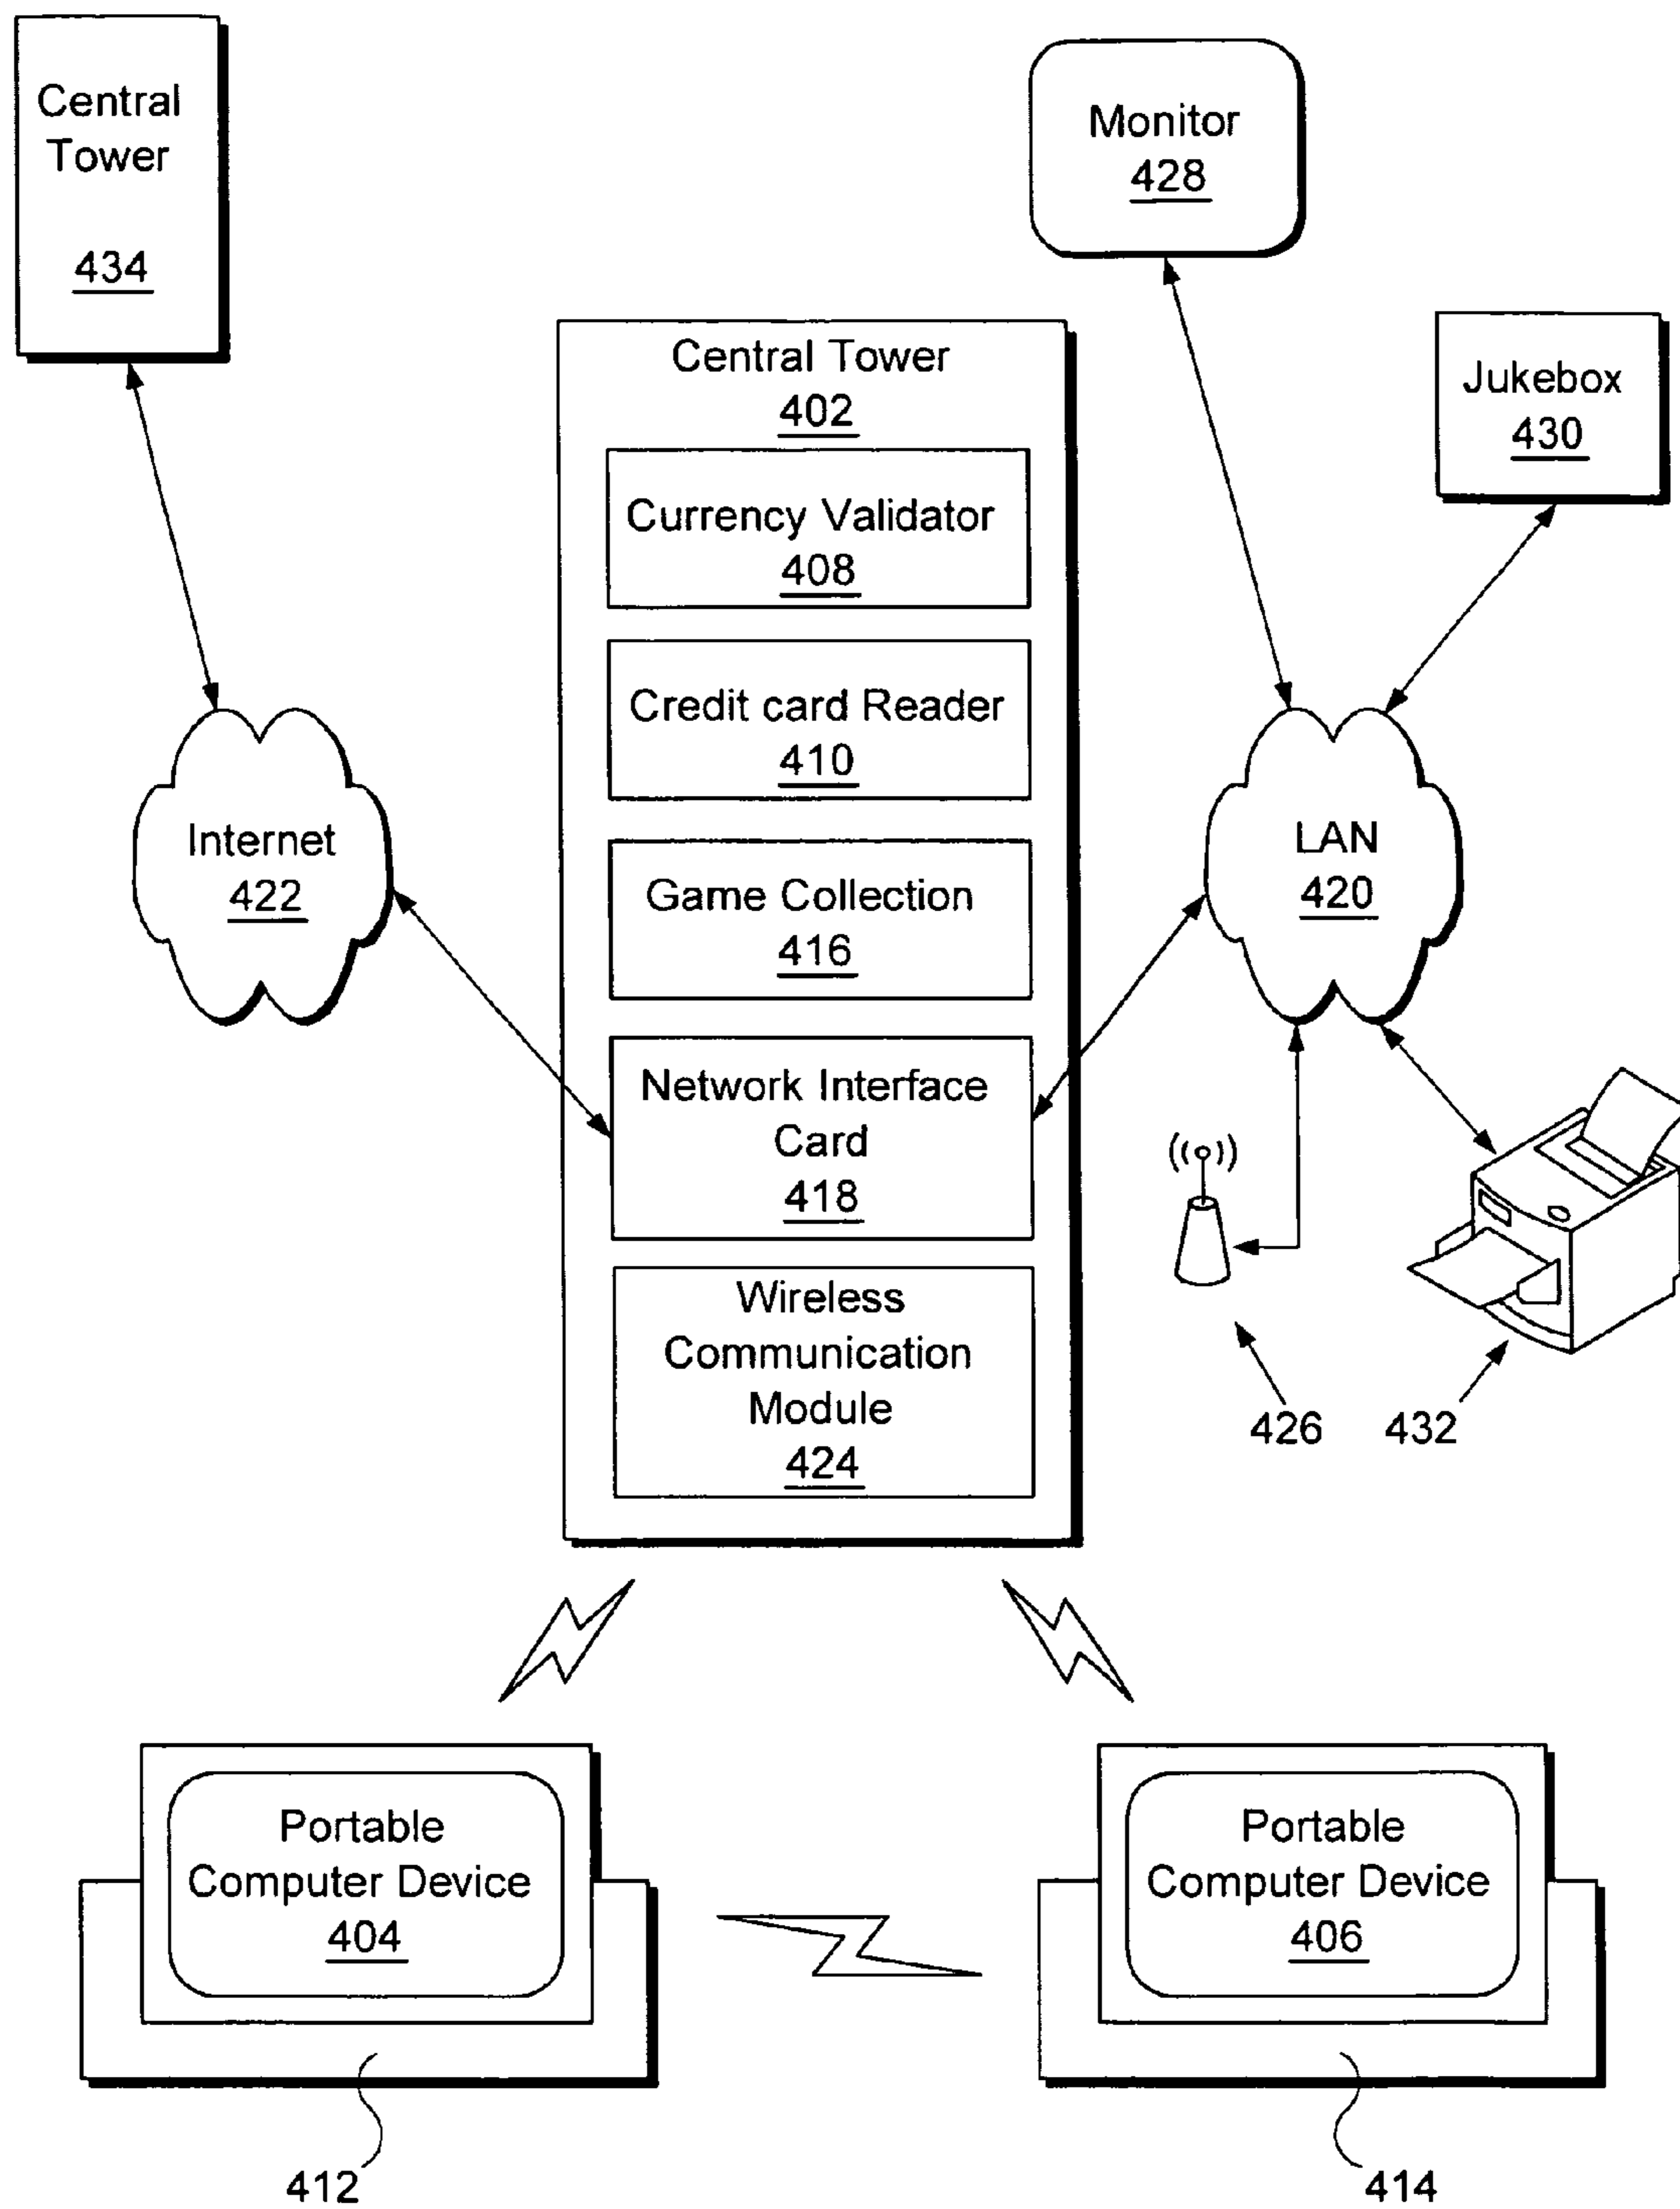 Central
Tower
434
Monitor
428
Central Tower
402
Jukebox
430
Currency Validator
408
Credit card Reader
410
Internet
422
LAN
420
Game Collection
416
Network Interface
Card
418
Wireless
Communication
Module
424
426
432
Portable
Computer Device
404
Portable
Computer Device
406
412
414